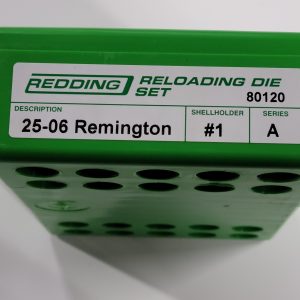 REDDING RELOADING DIE
SET 80120
DESCRIPTION SHELLHOLDER SERIES
25-06 Remington #1 A